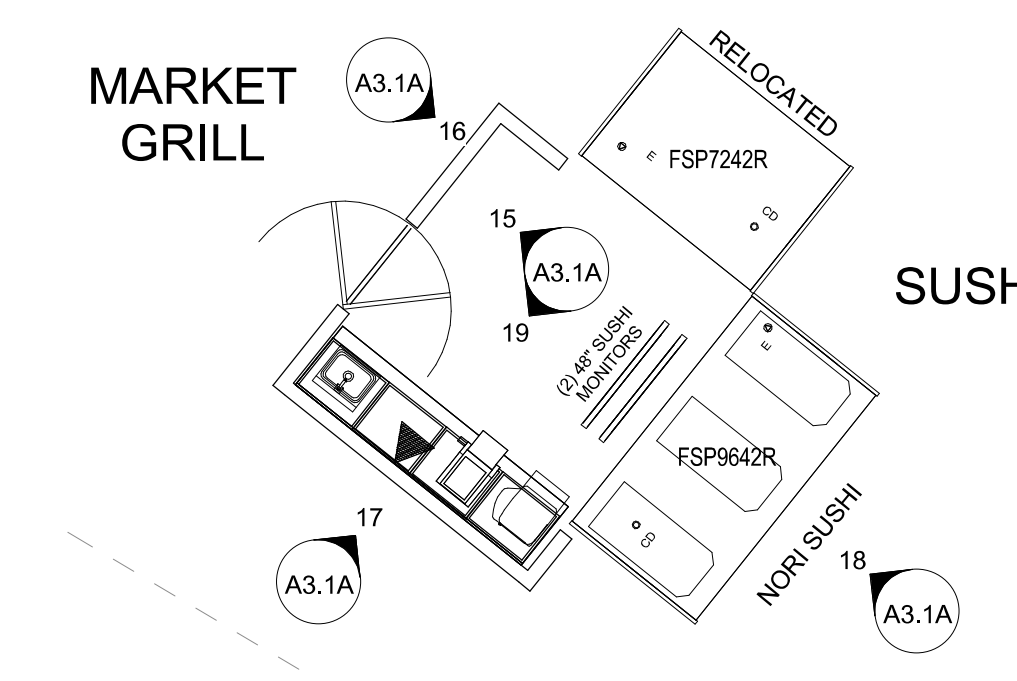 MARKET
GRILL
A3.1A
16
RELOCATED
E
FSP7242R
CD
15
A3.1A
19
SUSH
(2) 48" SUSHI
MONITORS
E
FSP9642R
CD
NORI SUSHI
17
A3.1A
18
A3.1A